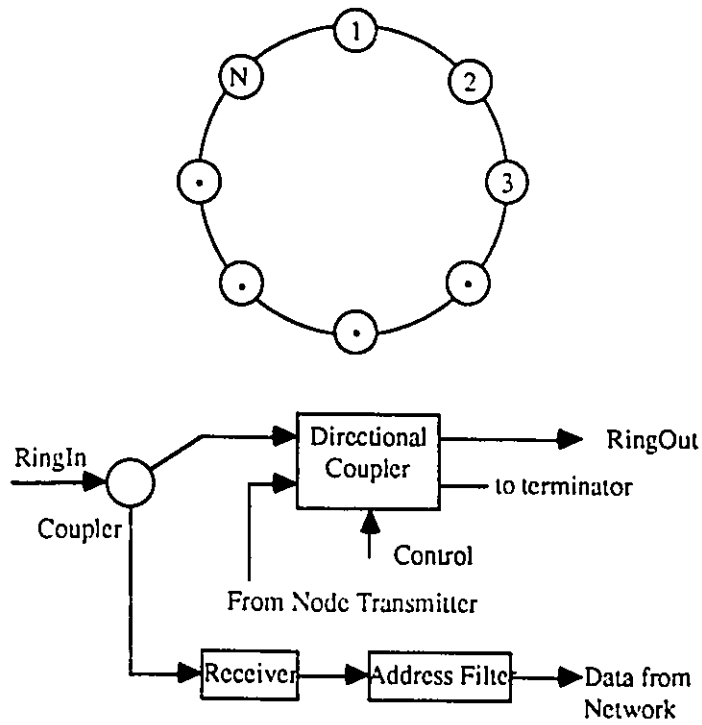 1
N
2
3
Directional
Coupler
RingIn
RingOut
to terminator
Coupler
Control
From Node Transmitter
Receiver
Address Filte
Data from
Network